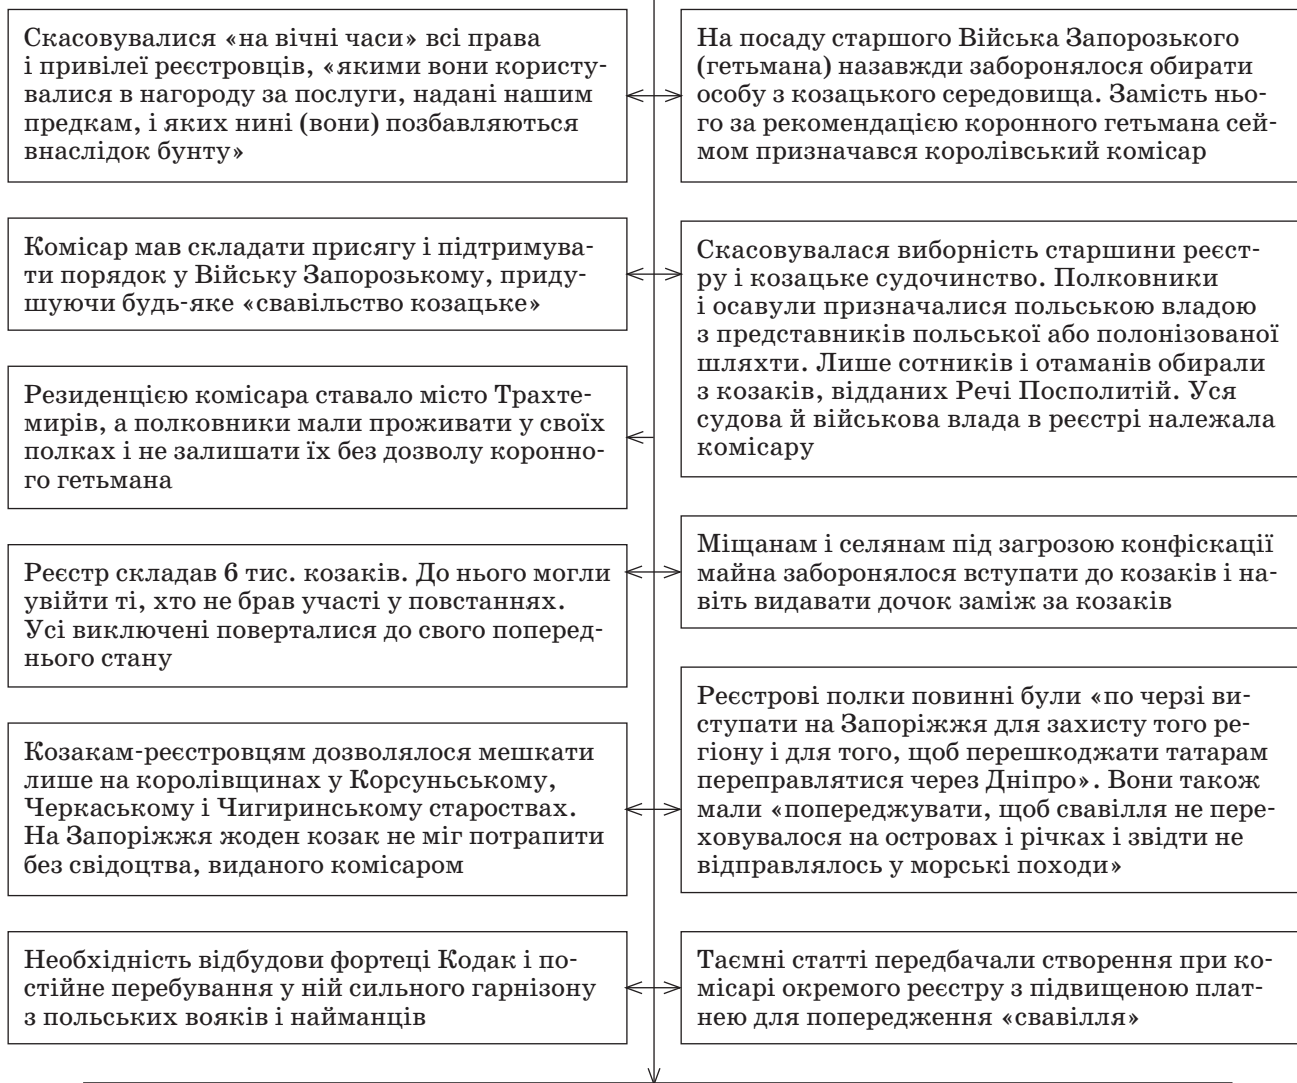 Скасовувалися «на вічні часи» всі права
і привілеї реєстровців, «якими вони користу-
валися в нагороду за послуги, надані нашим
предкам, і яких нині (вони) позбавляються
внаслідок бунту»
На посаду старшого Війська Запорозького
(гетьмана) назавжди заборонялося обирати
особу з козацького середовища. Замість ньо-
го за рекомендацією коронного гетьмана сей-
мом призначався королівський комісар
Комісар мав складати присягу і підтримува-
ти порядок у Війську Запорозькому, приду-
шуючи будь-яке «свавільство козацьке»
Скасовувалася виборність старшини реєст-
ру і козацьке судочинство. Полковники
і осавули призначалися польською владою
з представників польської або полонізованої
шляхти. Лише сотників і отаманів обирали
з козаків, відданих Речі Посполитій. Уся
судова й військова влада в реєстрі належала
комісару
Резиденцією комісара ставало місто Трахте-
мирів, а полковники мали проживати у своїх
полках і не залишати їх без дозволу коронно-
го гетьмана
Міщанам і селянам під загрозою конфіскації
майна заборонялося вступати до козаків і на-
віть видавати дочок заміж за козаків
Реєстр складав 6 тис. козаків. До нього могли
увійти ті, хто не брав участі у повстаннях.
Усі виключені поверталися до свого поперед-
нього стану
Реєстрові полки повинні були «по черзі ви-
ступати на Запоріжжя для захисту того ре-
гіону і для того, щоб перешкоджати татарам
переправлятися через Дніпро». Вони також
мали «попереджувати, щоб свавілля не пере-
ховувалося на островах і річках і звідти не
відправлялось у морські походи»
Козакам-реєстровцям дозволялося мешкати
лише на королівщинах у Корсуньському,
Черкаському і Чигиринському староствах.
На Запоріжжя жоден козак не міг потрапити
без свідоцтва, виданого комісаром
Необхідність відбудови фортеці Кодак і по-
стійне перебування у ній сильного гарнізону
з польських вояків і найманців
Таємні статті передбачали створення при ко-
місарі окремого реєстру з підвищеною плат-
нею для попередження «свавілля»